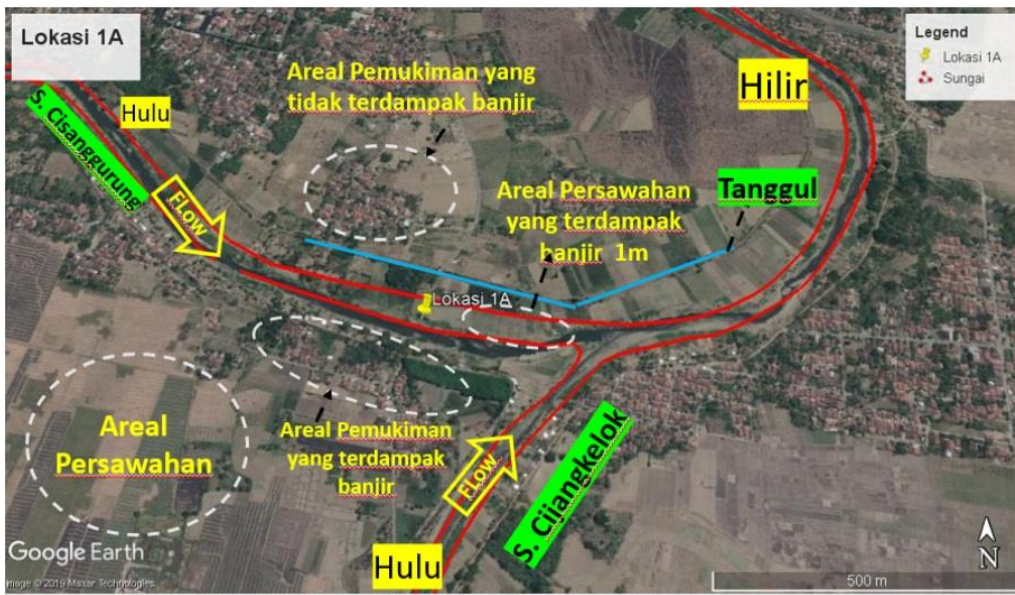 Lokasi 1A
Legend
Lokasi 1A
Sungai
Areal Pemukiman yang
tidak terdampak banjir
Hilir
Hulu
S. Cisanggurung
FLow
Areal Persawahan
yang terdampak
banjir 1m
Tanggul
Lokasi 1A
Areal
Persawahan
Areal Pemukiman
yang terdampak
banjir
FLow
S. Cijangkelok
Hulu
Google Earth
Image © 2019 Maxar Technologies
500 m
N